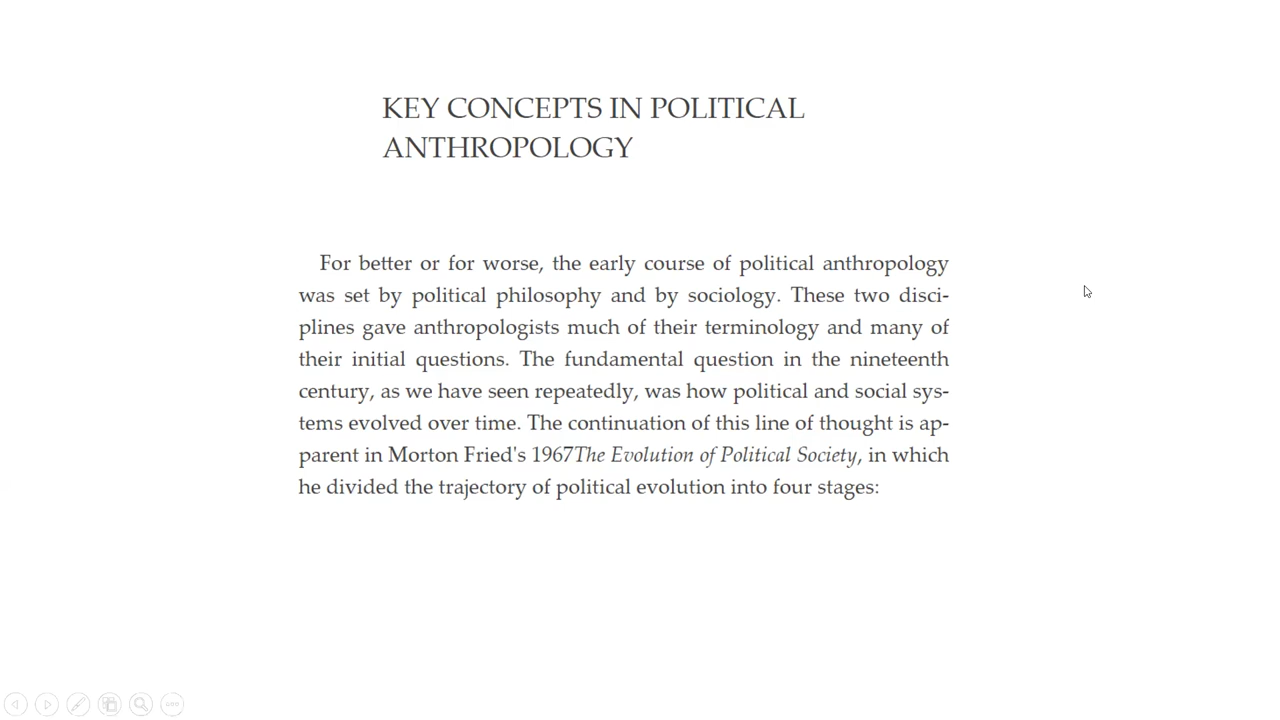 KEY CONCEPTS IN POLITICAL
ANTHROPOLOGY
For better or for worse, the early course of political anthropology
was set by political philosophy and by sociology. These two disci-
plines gave anthropologists much of their terminology and many of
their initial questions. The fundamental question in the nineteenth
century, as we have seen repeatedly, was how political and social sys-
tems evolved over time. The continuation of this line of thought is ap-
parent in Morton Fried's 1967The Evolution of Political Society, in which
he divided the trajectory of political evolution into four stages: